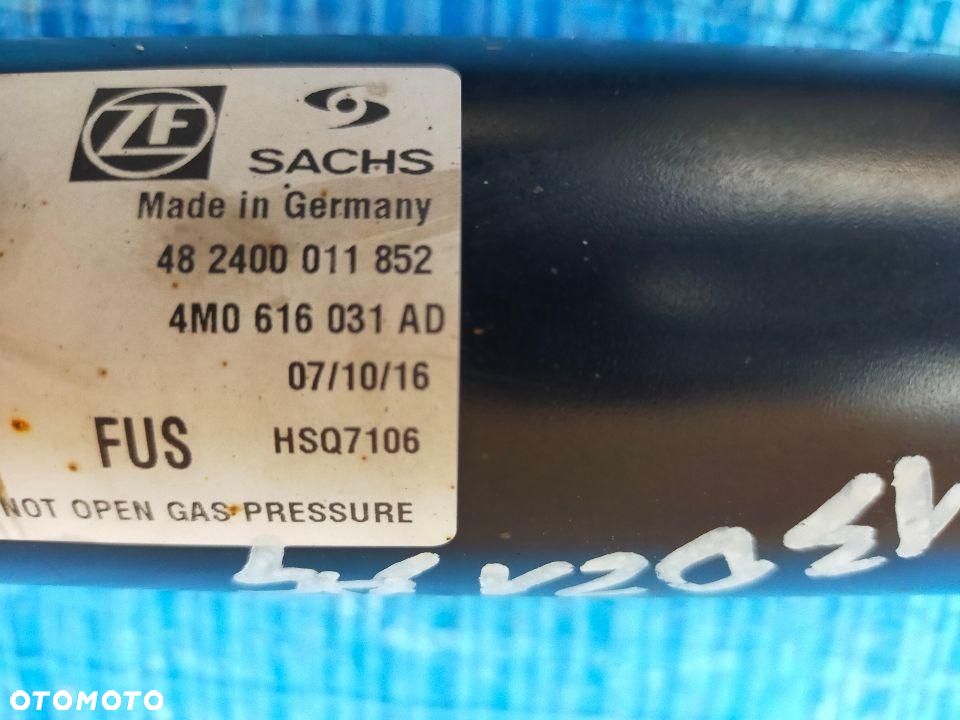 ZF SACHS
Made in Germany
48 2400 011 852
4M0 616 031 AD
07/10/16
FUS HSQ7106
NOT OPEN GAS PRESSURE
OTOMOTO